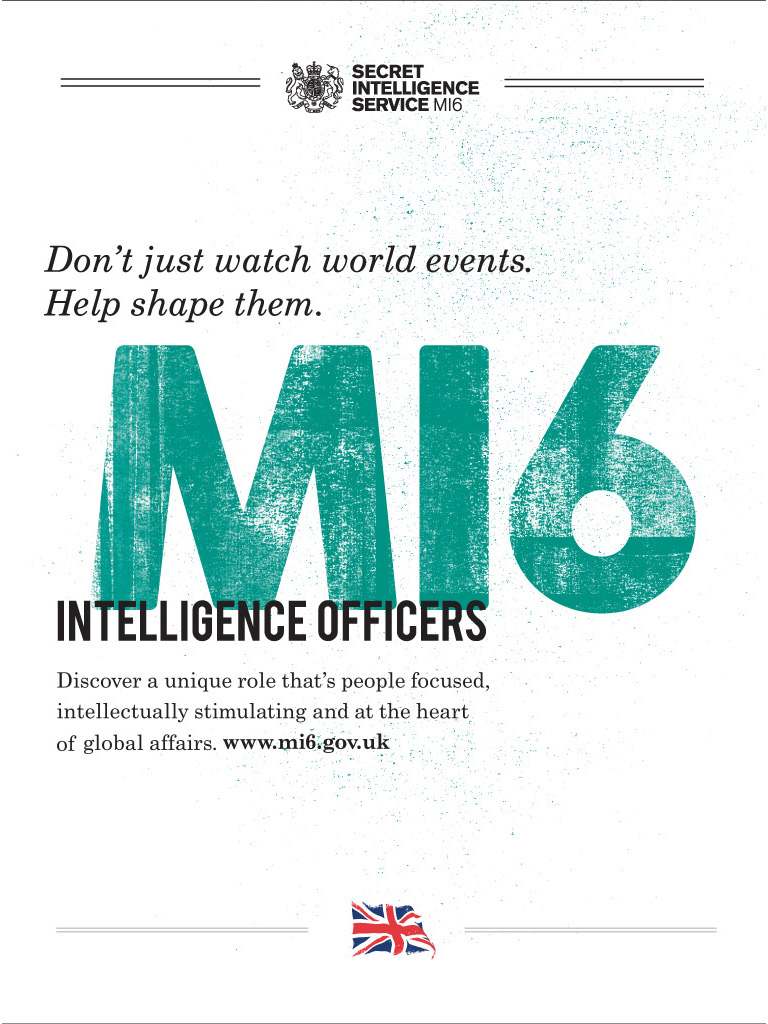 SECRET
INTELLIGENCE
SERVICE MI6
Don't just watch world events.
Help shape them.
MI6
INTELLIGENCE OFFICERS
Discover a unique role that's people focused,
intellectually stimulating and at the heart
of global affairs. www.mi6.gov.uk